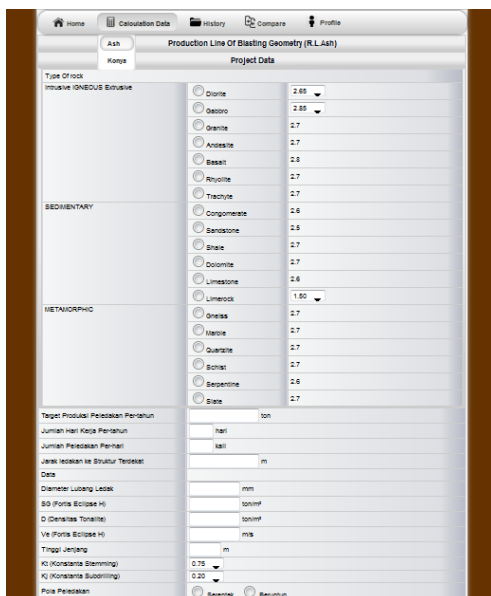 Home Calculation Data History Compare Profile
Ash Production Line Of Blasting Geometry (R.L.Ash)
Konya Project Data
Type Of rock
Intrusive IGNEOUS Extrusive Diorite 2.65
Gabbro 2.85
Granite 2.7
Andesite 2.7
Basalt 2.8
Rhyolite 2.7
Trachyte 2.7
SEDIMENTARY Congomerate 2.6
Sandstone 2.5
Shale 2.7
Dolomite 2.7
Limestone 2.6
Limerock 1.50
METAMORPHIC Gneiss 2.7
Marble 2.7
Quartzite 2.7
Schist 2.7
Serpentine 2.6
Slate 2.7
Target Produksi Peledakan Per-tahun ton
Jumlah Hari Kerja Per-tahun hari
Jumlah Peledakan Per-hari kali
Jarak ledakan ke Struktur Terdekat m
Data
Diameter Lubang Ledak mm
SG (Fortis Eclipse H) ton/m³
D (Densitas Tonalite) ton/m³
Ve (Fortis Eclipse H) m/s
Tinggi Jenjang m
Kt (Konstanta Stemming) 0.75
Kj (Konstanta Subdrilling) 0.20
Pola Peledakan Serentak Beruntun